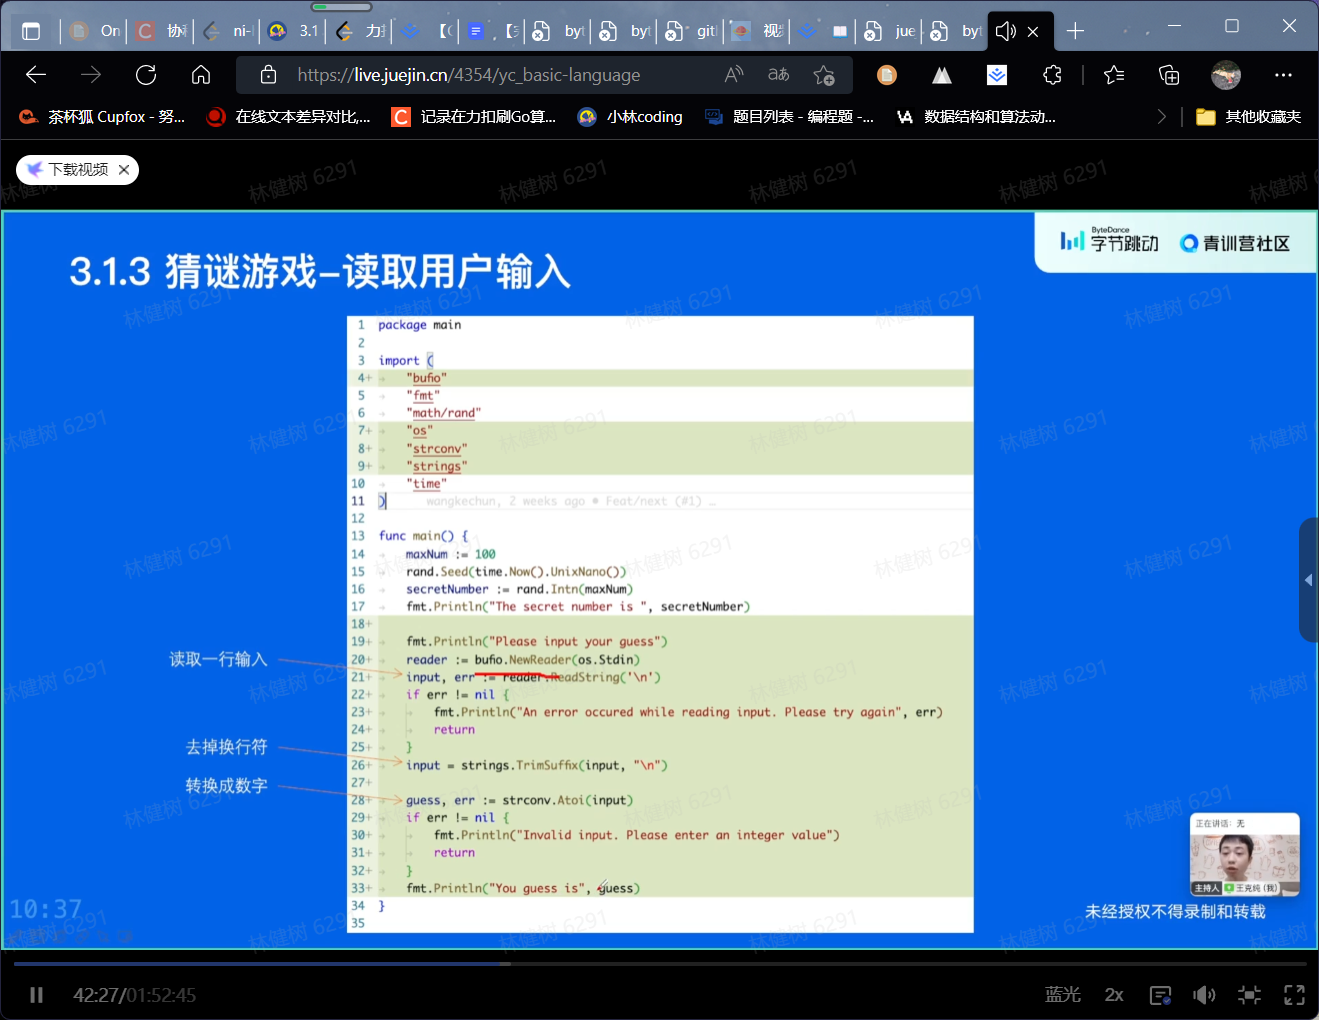 On
协程
ni-
3.1
力扣
byt
byt
gitl
视频
jue
byt
https://live.juejin.cn/4354/yc_basic-language
茶杯狐 Cupfox - 努...
在线文本差异对比,...
记录在力扣刷Go算...
小林coding
题目列表 - 编程题 -...
数据结构和算法动...
其他收藏夹
下载视频
林健树 6291
3.1.3 猜谜游戏–读取用户输入
ByteDance
字节跳动
青训营社区
1 package main
2
3 import (
4+ "bufio"
5 "fmt"
6 "math/rand"
7+ "os"
8+ "strconv"
9+ "strings"
10 "time"
11 ) wangkechun, 2 weeks ago • Feat/next (#1) …
12
13 func main() {
14 maxNum := 100
15 rand.Seed(time.Now().UnixNano())
16 secretNumber := rand.Intn(maxNum)
17 fmt.Println("The secret number is ", secretNumber)
18+
19+ fmt.Println("Please input your guess")
读取一行输入
20+ reader := bufio.NewReader(os.Stdin)
21+ input, err := reader.ReadString('\n')
22+ if err != nil {
23+ fmt.Println("An error occured while reading input. Please try again", err)
24+ return
25+ }
去掉换行符
26+ input = strings.TrimSuffix(input, "\n")
27+
转换成数字
28+ guess, err := strconv.Atoi(input)
29+ if err != nil {
30+ fmt.Println("Invalid input. Please enter an integer value")
31+ return
32+ }
33+ fmt.Println("You guess is", guess)
34 }
35
正在讲话: 无
主持人 王克纯 (我)
10:37
未经授权不得录制和转载
42:27/01:52:45
蓝光
2x